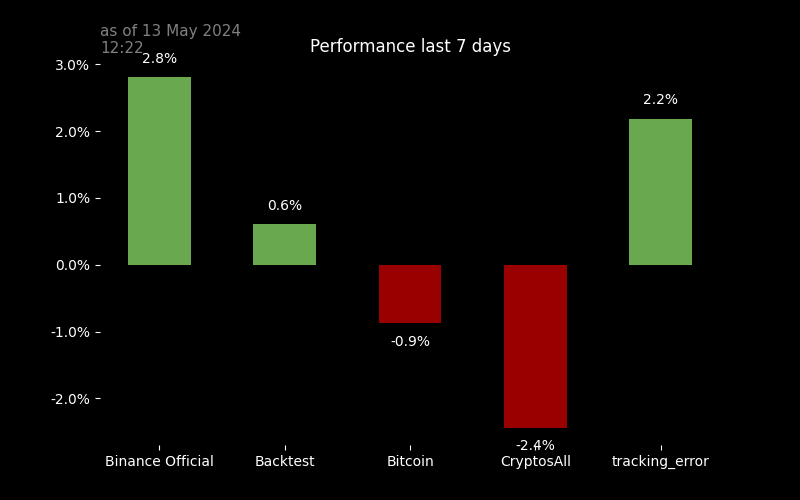 as of 13 May 2024
12:22
Performance last 7 days
3.0%
2.0%
1.0%
0.0%
-1.0%
-2.0%
2.8%
0.6%
-0.9%
-2.4%
2.2%
Binance Official
Backtest
Bitcoin
CryptosAll
tracking_error